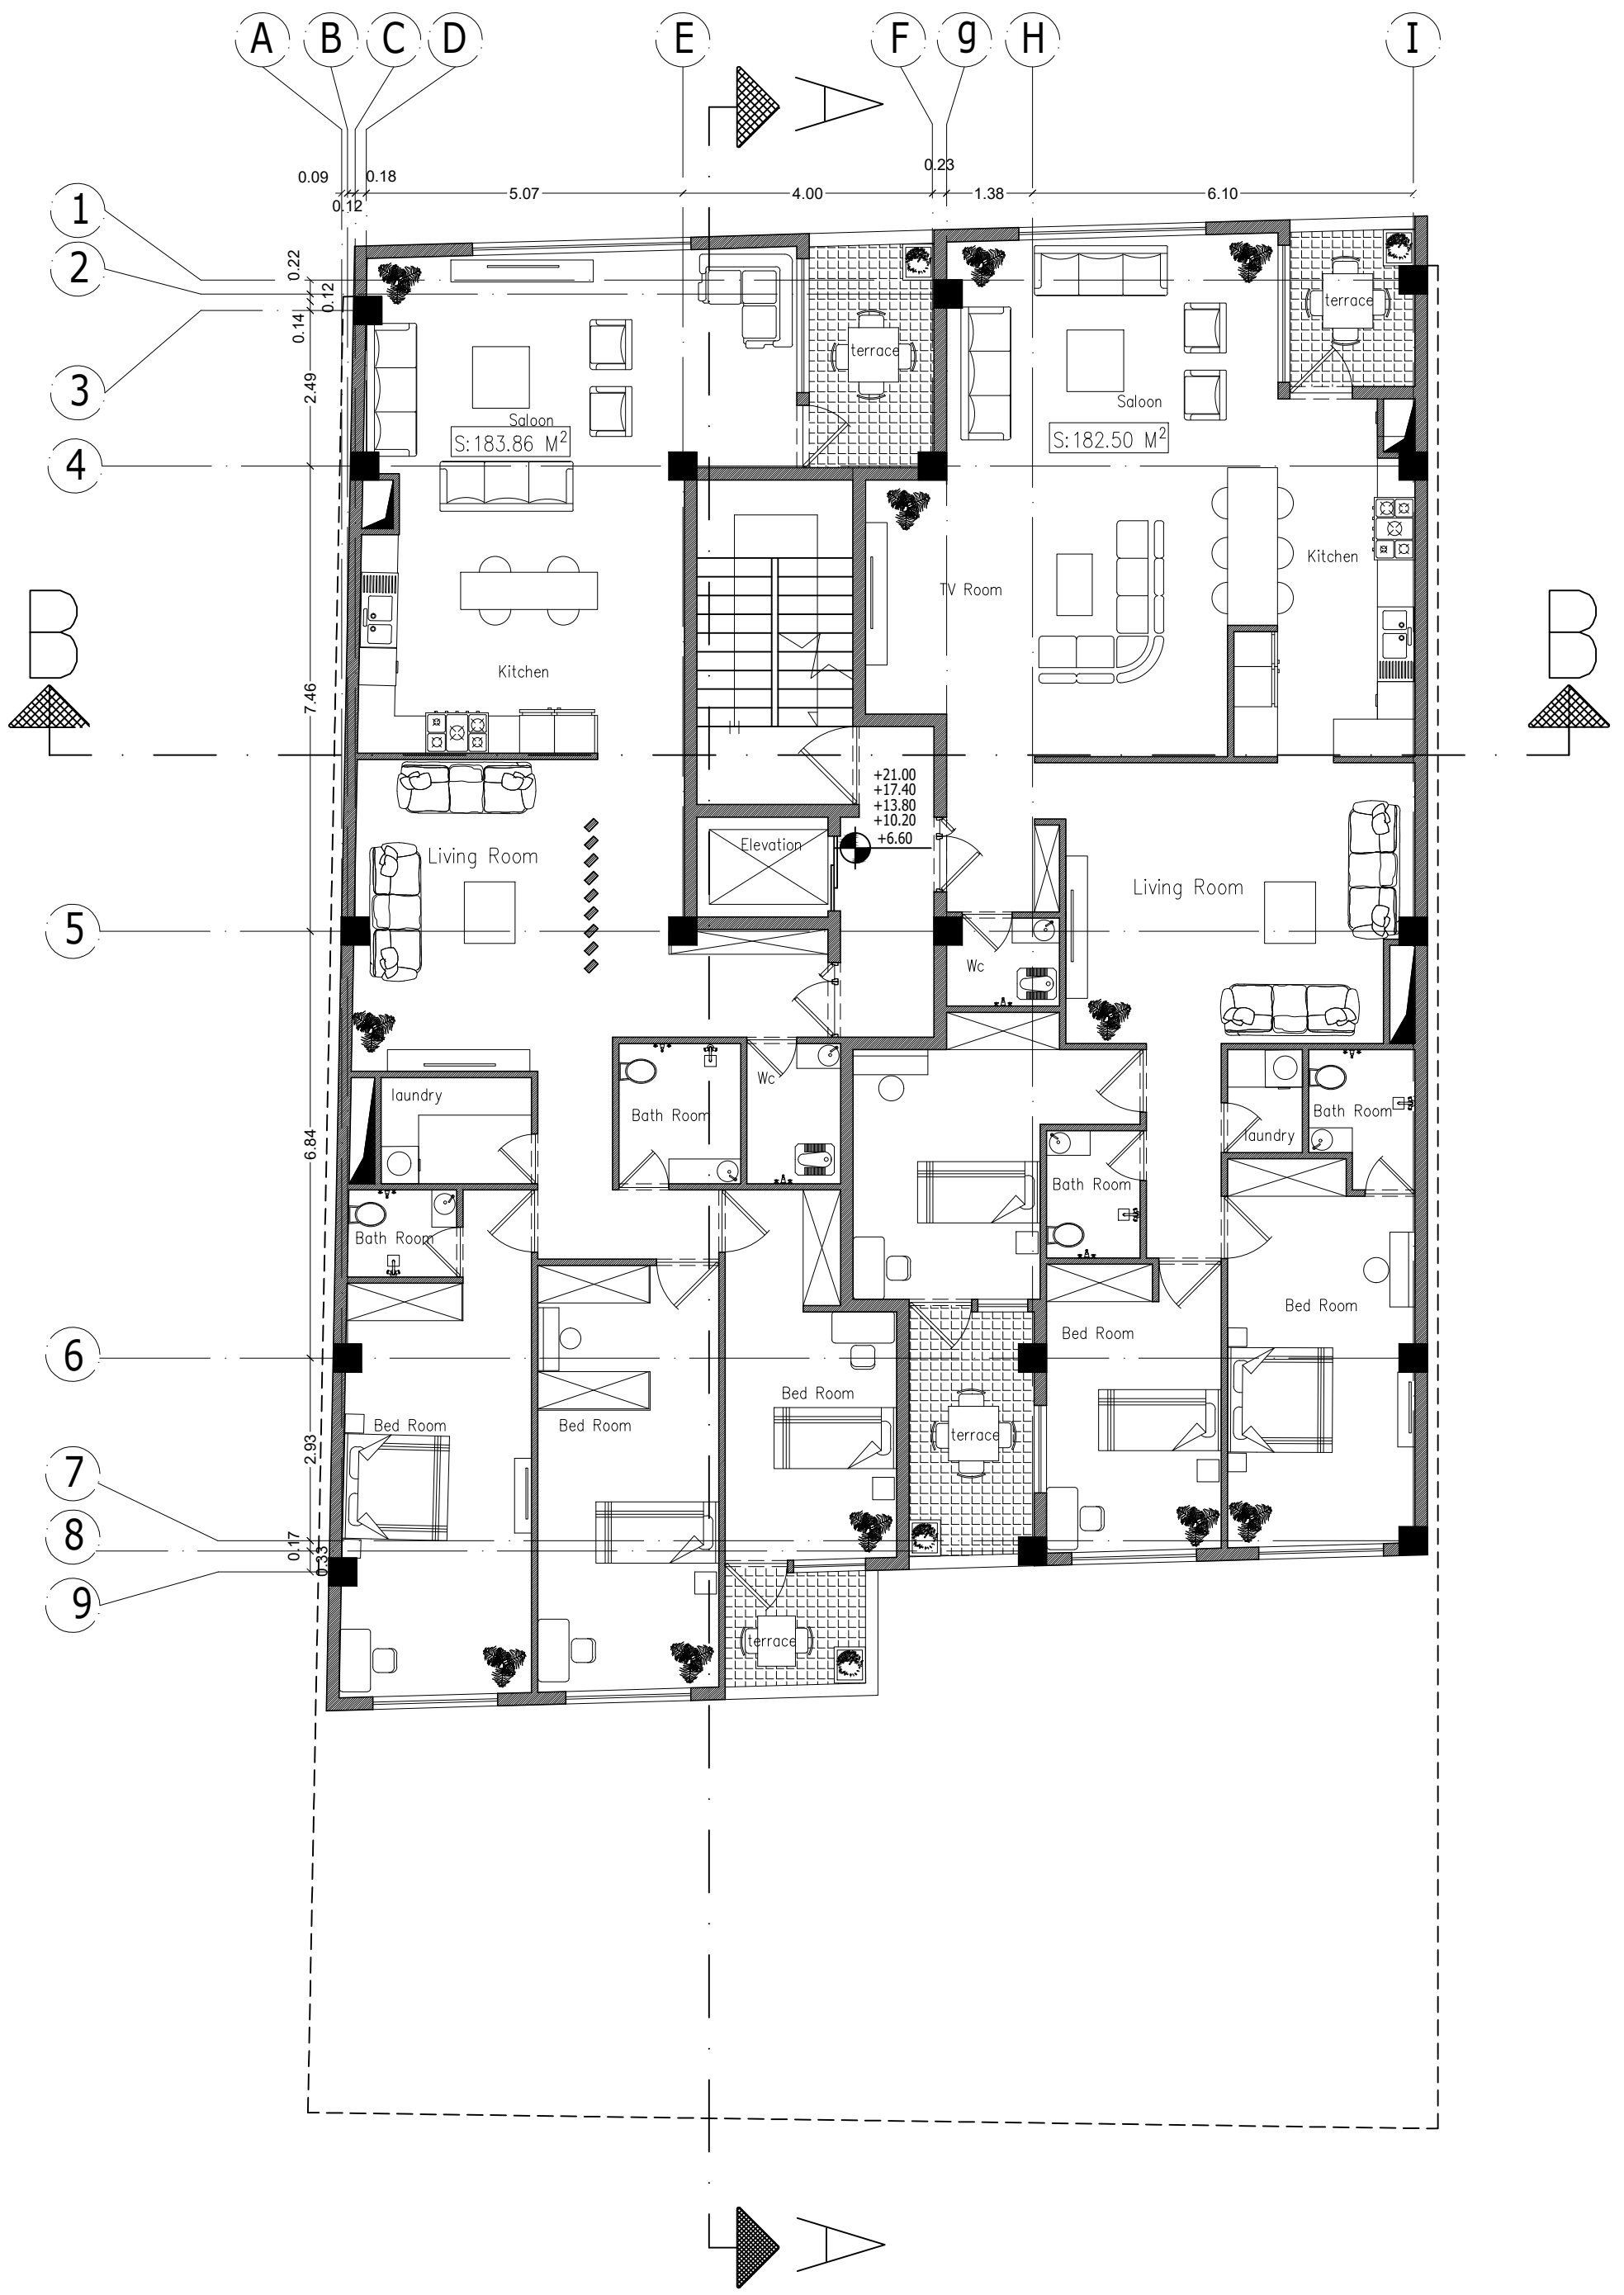 A B C D E F g H I
A
0.23
0.09 0.18 5.07 4.00 1.38 6.10
0.12
1
2
3
4
5
6
7
8
9
0.22
0.12
0.14
2.49
7.46
6.84
2.93
0.17
0.33
terrace
terrace
Saloon
S:183.86 M²
Saloon
S:182.50 M²
Kitchen
TV Room
Kitchen
B
B
+21.00
+17.40
+13.80
+10.20
+6.60
Elevation
Living Room
Living Room
Wc
Wc
laundry
Bath Room
Bath Room
laundry
Bath Room
Bath Room
Bed Room
Bed Room
Bed Room
Bed Room
Bed Room
terrace
terrace
A